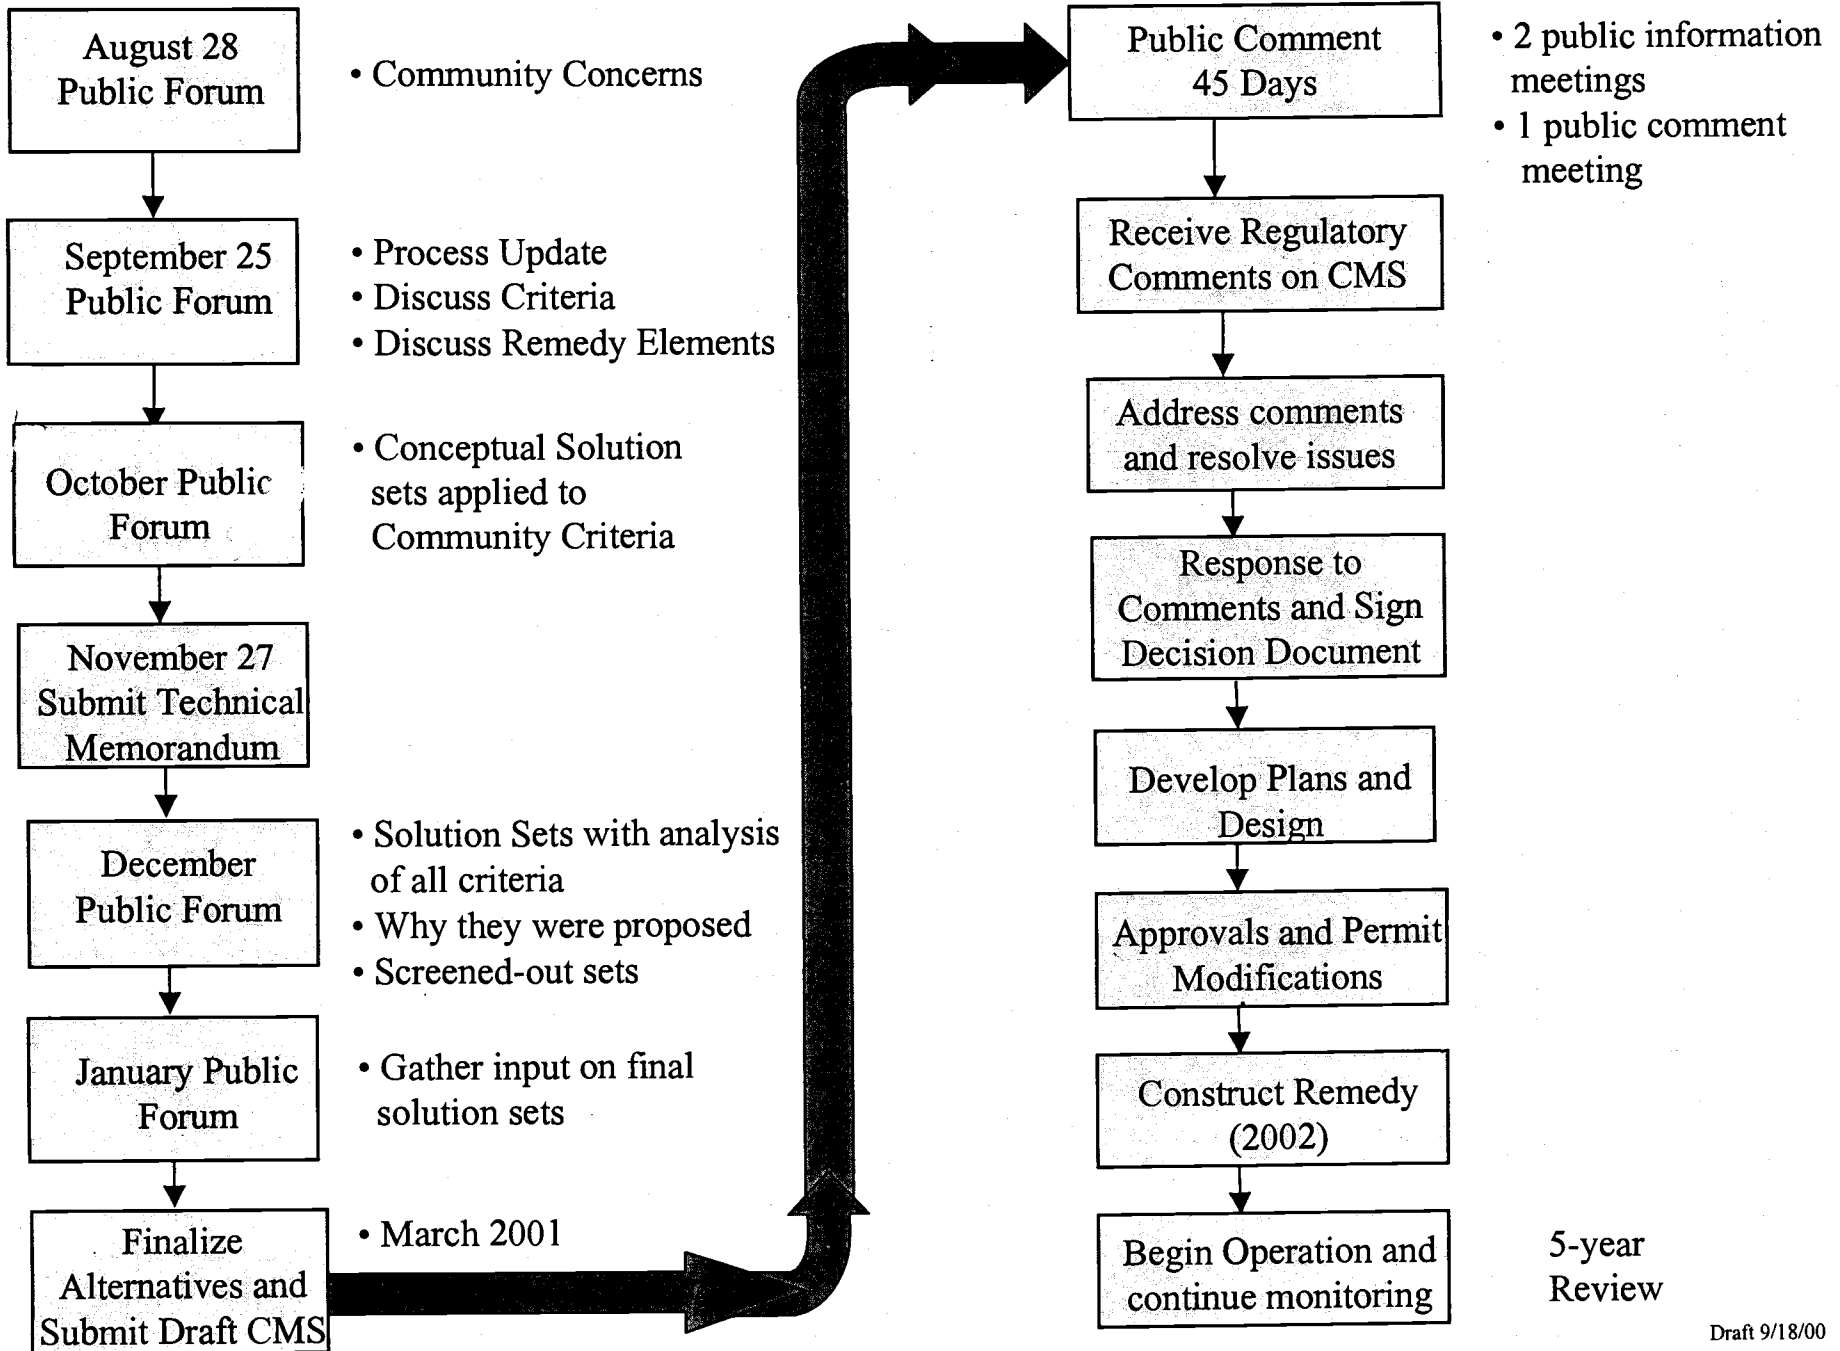 August 28
Public Forum
• Community Concerns
September 25
Public Forum
• Process Update
• Discuss Criteria
• Discuss Remedy Elements
October Public
Forum
• Conceptual Solution
sets applied to
Community Criteria
November 27
Submit Technical
Memorandum
December
Public Forum
• Solution Sets with analysis
of all criteria
• Why they were proposed
• Screened-out sets
January Public
Forum
• Gather input on final
solution sets
Finalize
Alternatives and
Submit Draft CMS
• March 2001
Public Comment
45 Days
• 2 public information
meetings
• 1 public comment
meeting
Receive Regulatory
Comments on CMS
Address comments
and resolve issues
Response to
Comments and Sign
Decision Document
Develop Plans and
Design
Approvals and Permit
Modifications
Construct Remedy
(2002)
Begin Operation and
continue monitoring
5-year
Review
Draft 9/18/00